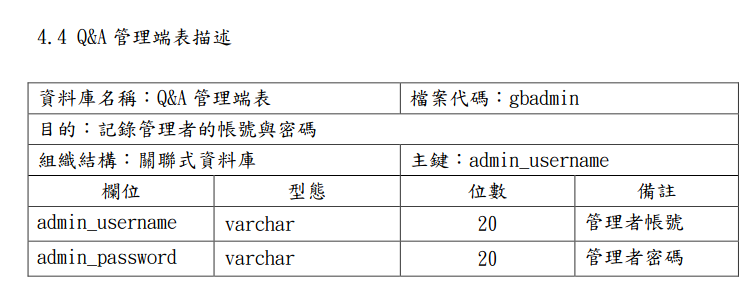 4.4 Q&A 管理端表描述
資料庫名稱：Q&A 管理端表 檔案代碼：gbadmin
目的：記錄管理者的帳號與密碼
組織結構：關聯式資料庫 主鍵：admin_username
欄位 型態 位數 備註
admin_username varchar 20 管理者帳號
admin_password varchar 20 管理者密碼